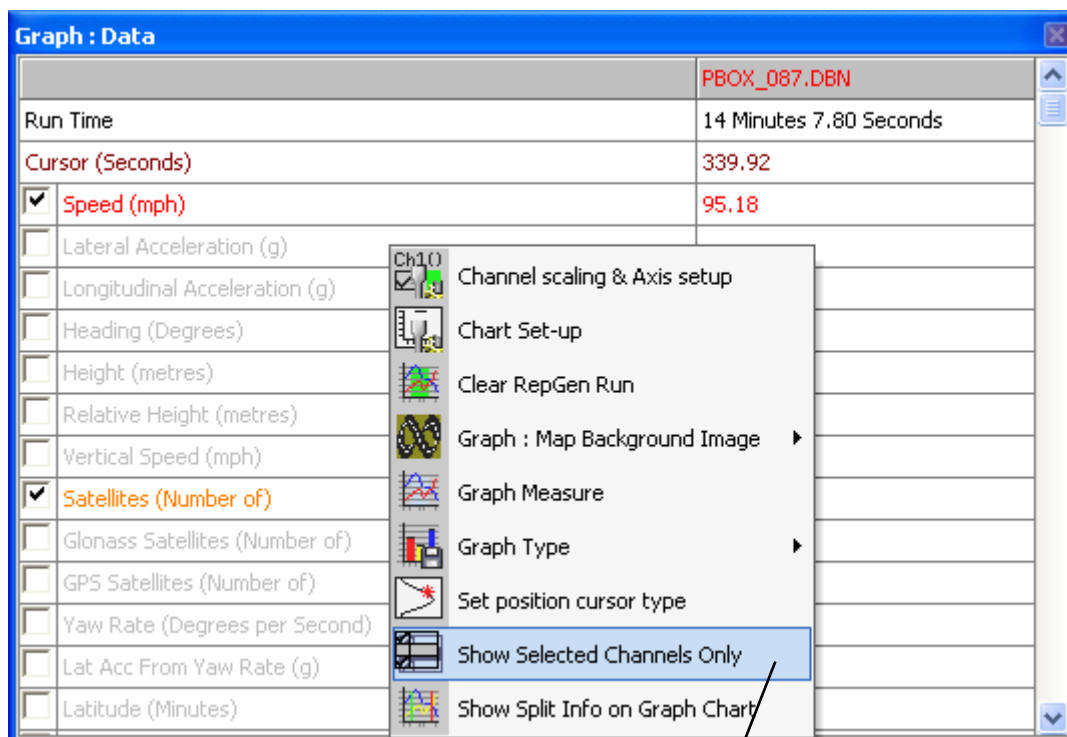 Graph : Data
PBOX_087.DBN
Run Time 14 Minutes 7.80 Seconds
Cursor (Seconds) 339.92
Speed (mph) 95.18
Lateral Acceleration (g)
Longitudinal Acceleration (g)
Heading (Degrees)
Height (metres)
Relative Height (metres)
Vertical Speed (mph)
Satellites (Number of)
Glonass Satellites (Number of)
GPS Satellites (Number of)
Yaw Rate (Degrees per Second)
Lat Acc From Yaw Rate (g)
Latitude (Minutes)
Ch1()
Channel scaling & Axis setup
Chart Set-up
Clear RepGen Run
Graph : Map Background Image
Graph Measure
Graph Type
Set position cursor type
Show Selected Channels Only
Show Split Info on Graph Chart